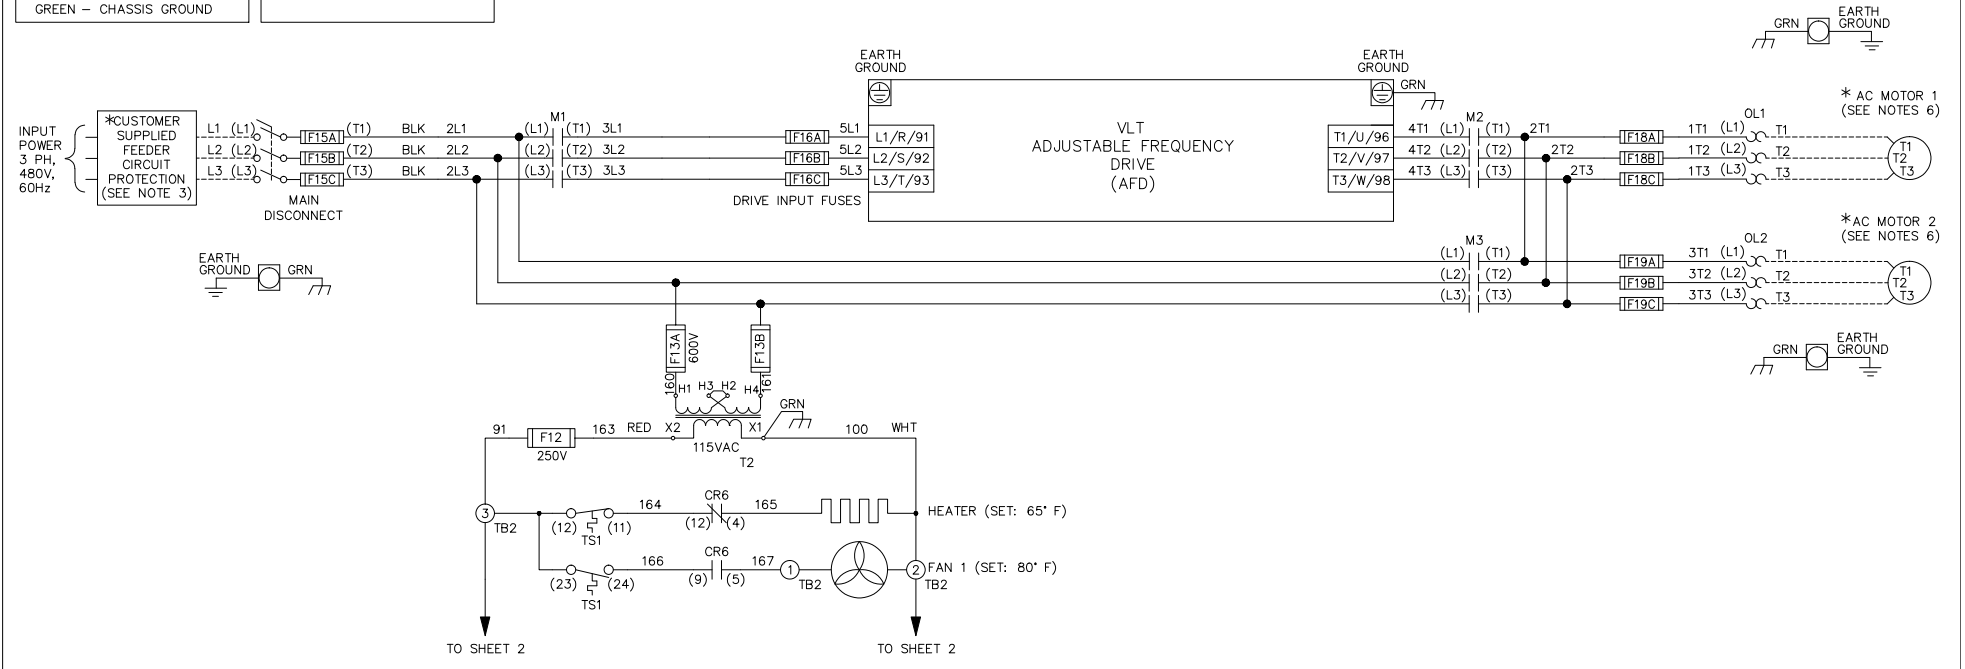 GREEN – CHASSIS GROUND
GRN
EARTH
GROUND
EARTH
GROUND
EARTH
GROUND
GRN
INPUT
POWER
3 PH,
480V,
60Hz
*CUSTOMER
SUPPLIED
FEEDER
CIRCUIT
PROTECTION
(SEE NOTE 3)
L1 (L1) F15A (T1) BLK 2L1 (L1) M1 (T1) 3L1 F16A 5L1 L1/R/91
L2 (L2) F15B (T2) BLK 2L2 (L2) (T2) 3L2 F16B 5L2 L2/S/92
L3 (L3) F15C (T3) BLK 2L3 (L3) (T3) 3L3 F16C 5L3 L3/T/93
MAIN
DISCONNECT
DRIVE INPUT FUSES
VLT
ADJUSTABLE FREQUENCY
DRIVE
(AFD)
T1/U/96 4T1 (L1) M2 (T1) 2T1 F18A 1T1 (L1) OL1 T1
T2/V/97 4T2 (L2) (T2) 2T2 F18B 1T2 (L2) T2
T3/W/98 4T3 (L3) (T3) 2T3 F18C 1T3 (L3) T3
* AC MOTOR 1
(SEE NOTES 6)
T1
T2
T3
*AC MOTOR 2
(SEE NOTES 6)
(L1) M3 (T1) F19A 3T1 (L1) OL2 T1
(L2) (T2) F19B 3T2 (L2) T2
(L3) (T3) F19C 3T3 (L3) T3
T1
T2
T3
EARTH
GROUND GRN
GRN
EARTH
GROUND
F13A
600V
F13B
160
161
H1 H3 H2 H4
GRN
91 F12 163 RED X2 X1 100 WHT
250V
115VAC
T2
3
TB2
(12) (11) 164 CR6 165
TS1
(12) (4)
HEATER (SET: 65° F)
(23) (24) 166 CR6 167 1
TS1
(9) (5)
TB2
2
FAN 1 (SET: 80° F)
TB2
TO SHEET 2
TO SHEET 2